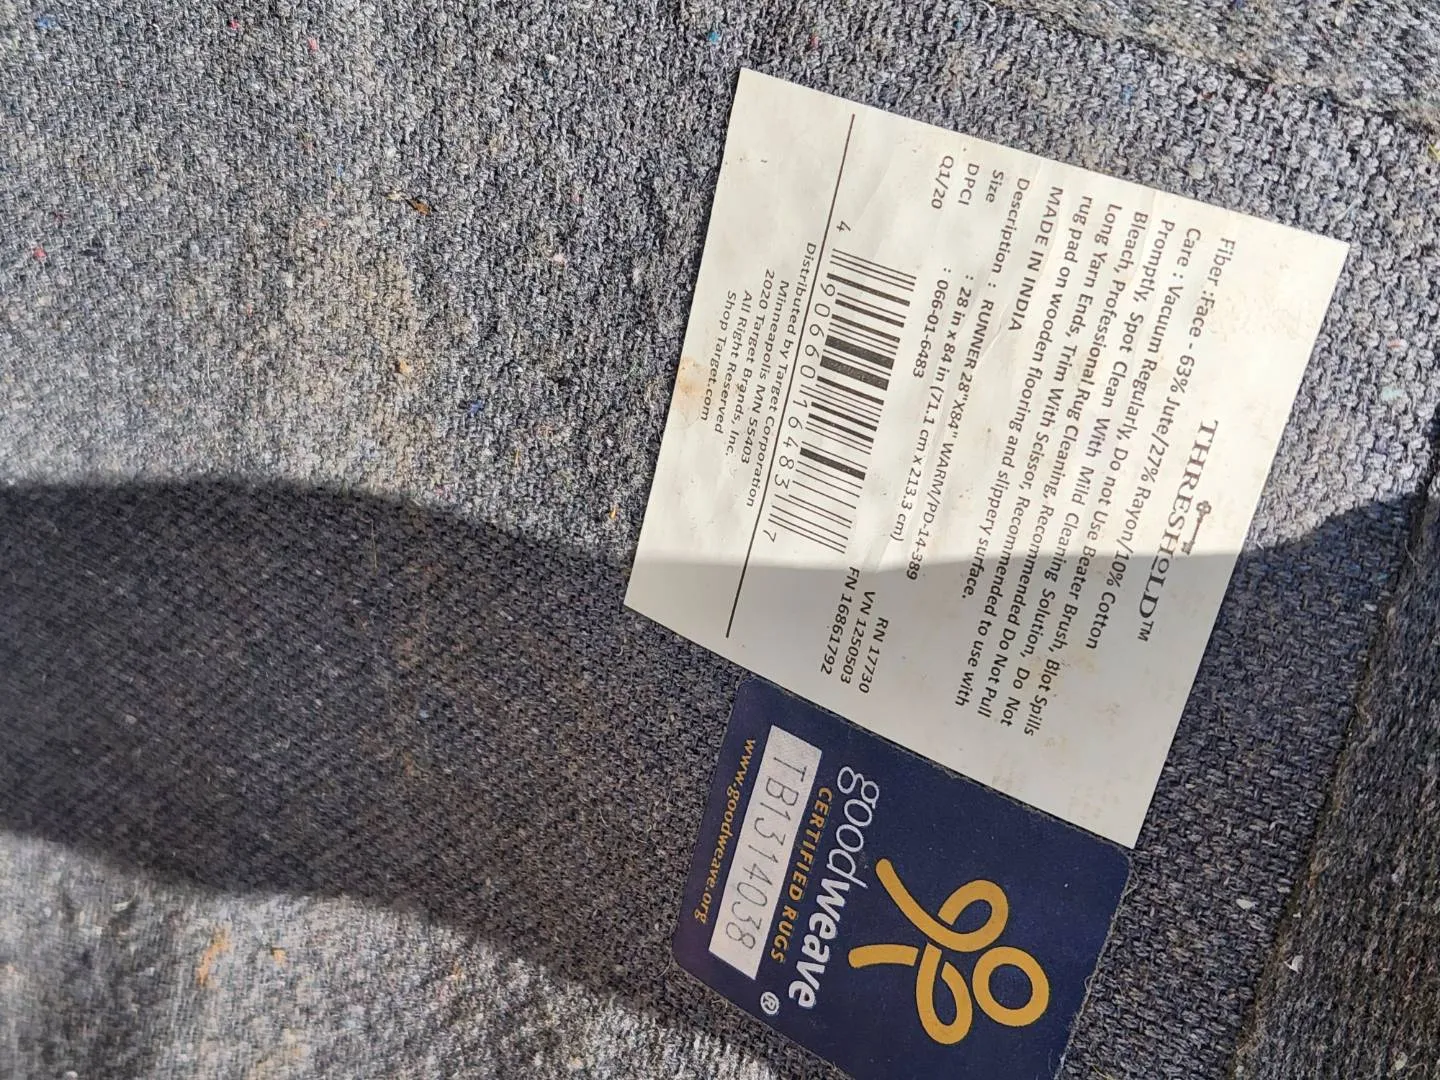 THRESHOLD™
Fiber :Face - 63% Jute/27% Rayon/10% Cotton
Care : Vacuum Regularly, Do not Use Beater Brush, Blot Spills
Promptly. Spot Clean With Mild Cleaning Solution, Do Not
Bleach, Professional Rug Cleaning, Recommended Do Not Pull
Long Yarn Ends, Trim With Scissor, Recommended to use with
rug pad on wooden flooring and slippery surface.
MADE IN INDIA
Description : RUNNER 28"X84" WARM/PD-14-389
Size : 28 in x 84 in (71.1 cm x 213.3 cm)
DPCI : 066-01-6483
Q1/20
RN 17730
VN 1250503
FN 16861792
4 90660 16483 7
Distributed by Target Corporation
Minneapolis MN 55403
2020 Target Brands, Inc.
All Right Reserved
Shop Target.com
goodweave®
CERTIFIED RUGS
TB1314038
www.goodweave.org